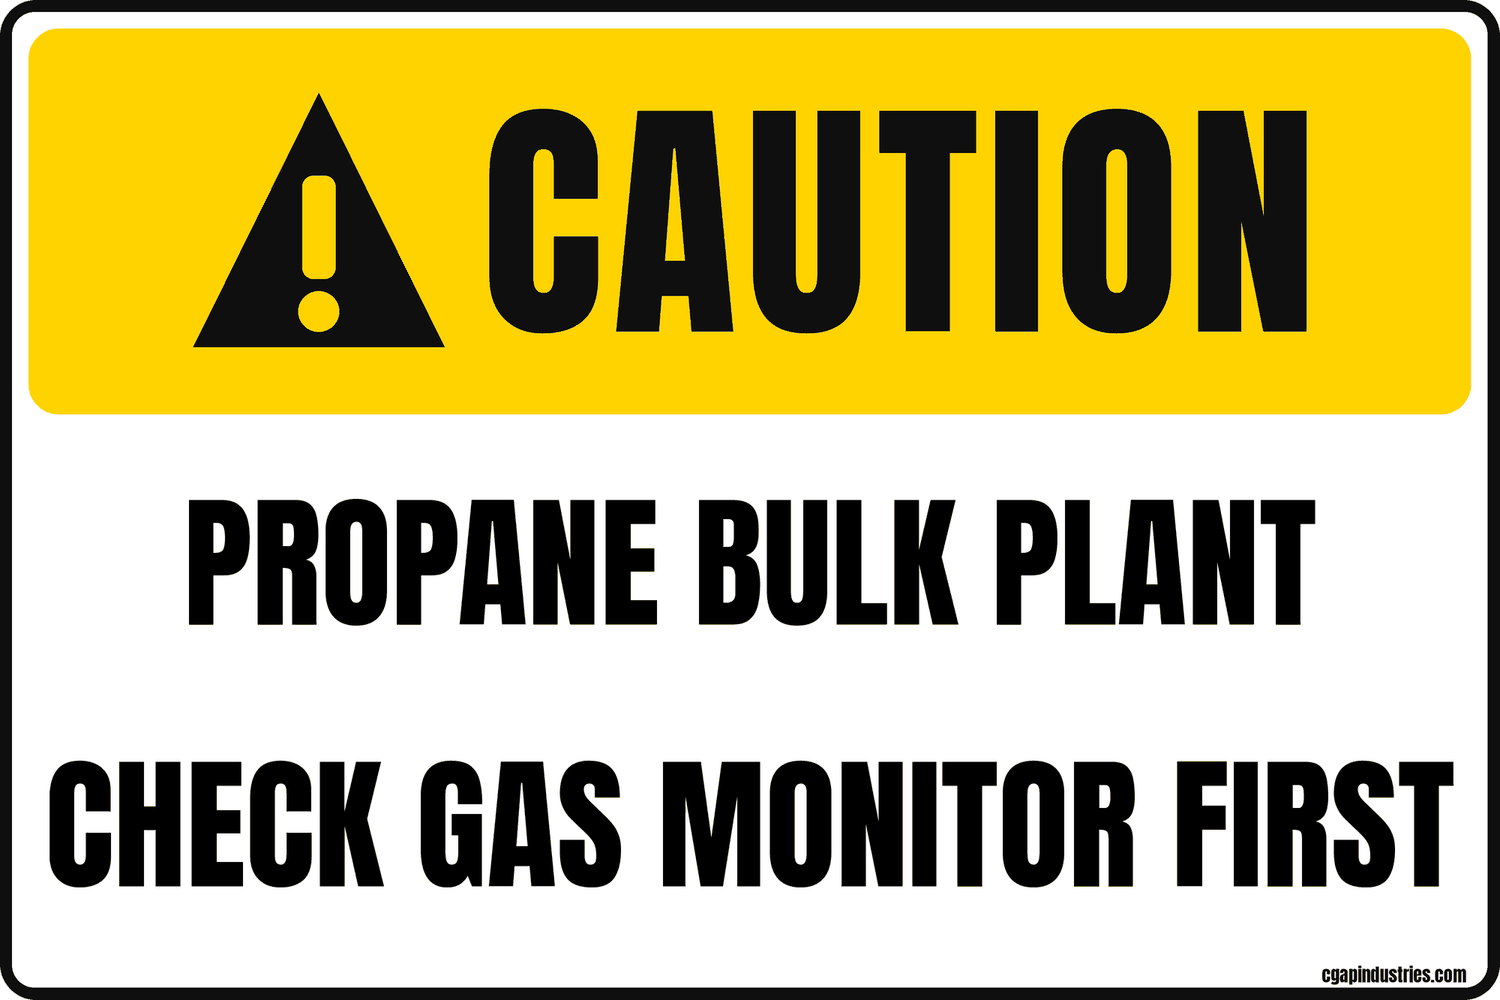 CAUTION
PROPANE BULK PLANT
CHECK GAS MONITOR FIRST
cgapindustries.com